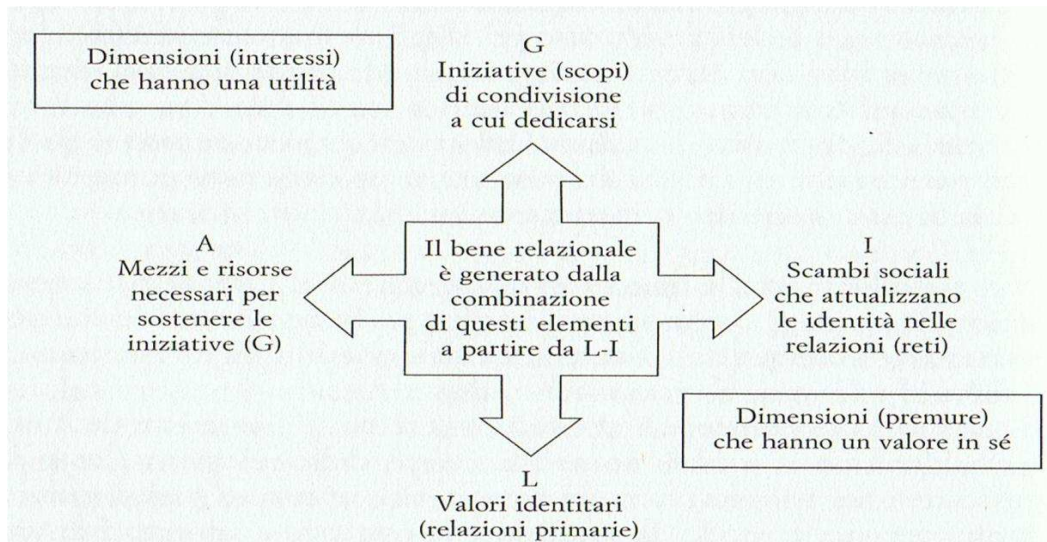 Dimensioni (interessi)
che hanno una utilità
G
Iniziative (scopi)
di condivisione
a cui dedicarsi
A
Mezzi e risorse
necessari per
sostenere le
iniziative (G)
Il bene relazionale
è generato dalla
combinazione
di questi elementi
a partire da L-I
I
Scambi sociali
che attualizzano
le identità nelle
relazioni (reti)
Dimensioni (premure)
che hanno un valore in sé
L
Valori identitari
(relazioni primarie)